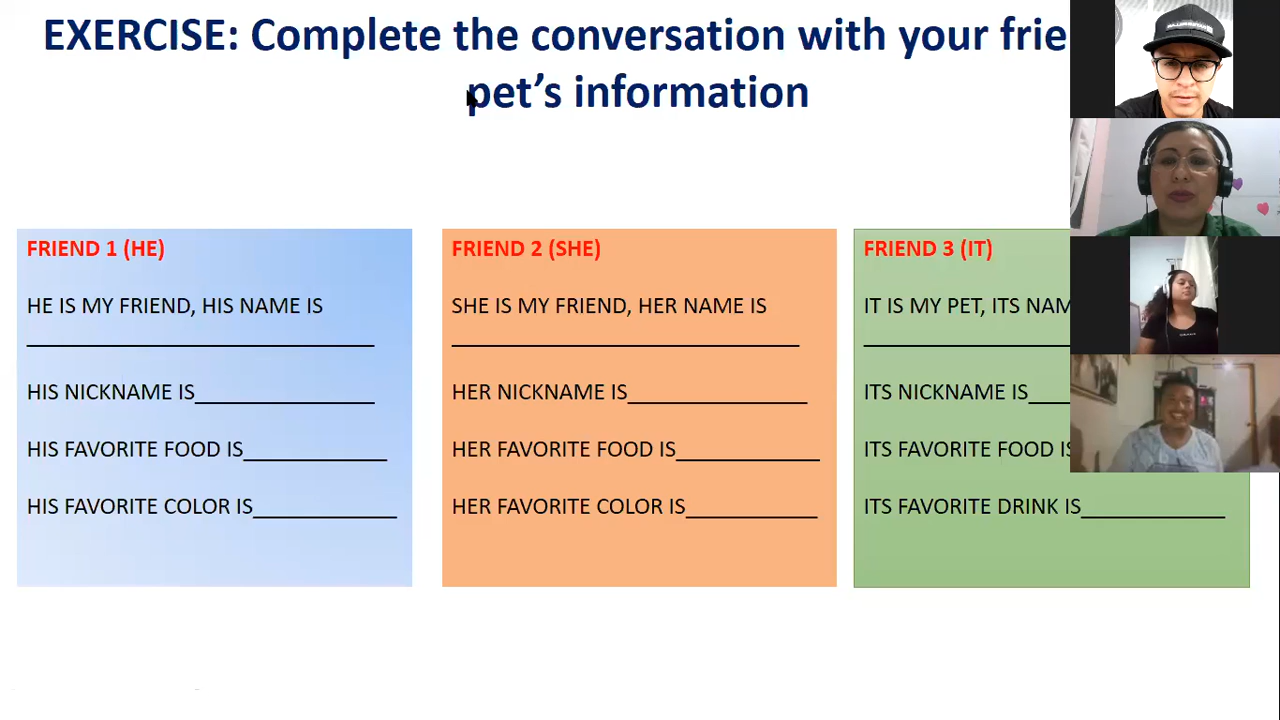 EXERCISE: Complete the conversation with your
pet's information
FRIEND 1 (HE)
HE IS MY FRIEND, HIS NAME IS
HIS NICKNAME IS
HIS FAVORITE FOOD IS
HIS FAVORITE COLOR IS
FRIEND 2 (SHE)
SHE IS MY FRIEND, HER NAME IS
HER NICKNAME IS
HER FAVORITE FOOD IS
HER FAVORITE COLOR IS
FRIEND 3 (IT)
IT IS MY PET, ITS
ITS NICKNAME IS
ITS FAVORITE FOOD IS
ITS FAVORITE DRINK IS